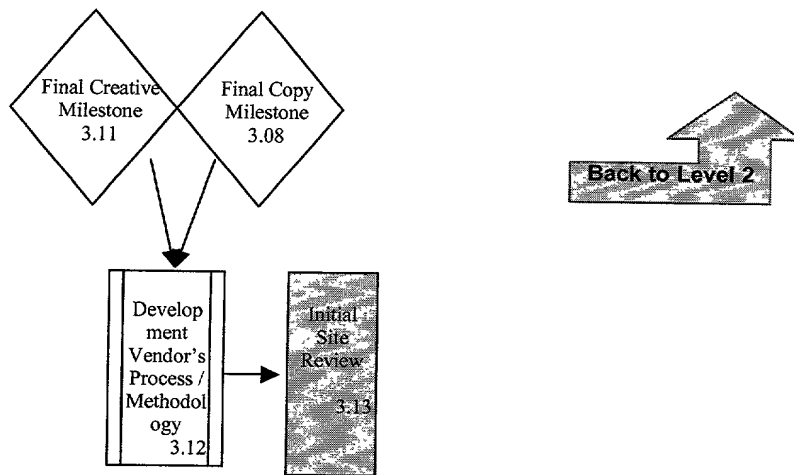 Final Creative
Milestone
3.11
Final Copy
Milestone
3.08
Back to Level 2
Develop
ment
Vendor's
Process /
Methodol
ogy
3.12
Initial
Site
Review
3.13